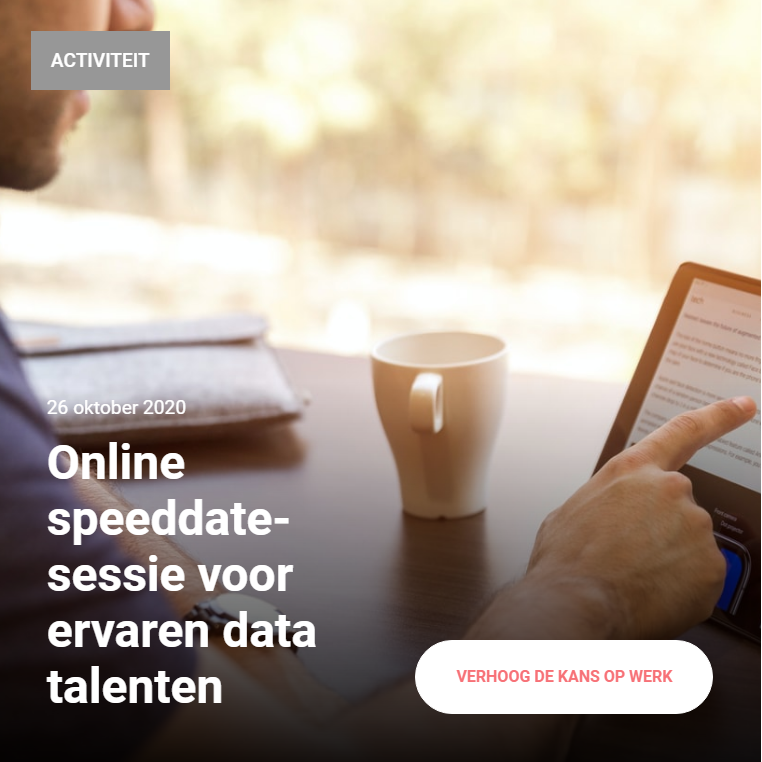 ACTIVITEIT
26 oktober 2020
Online
speeddate-
sessie voor
ervaren data
talenten
VERHOOG DE KANS OP WERK